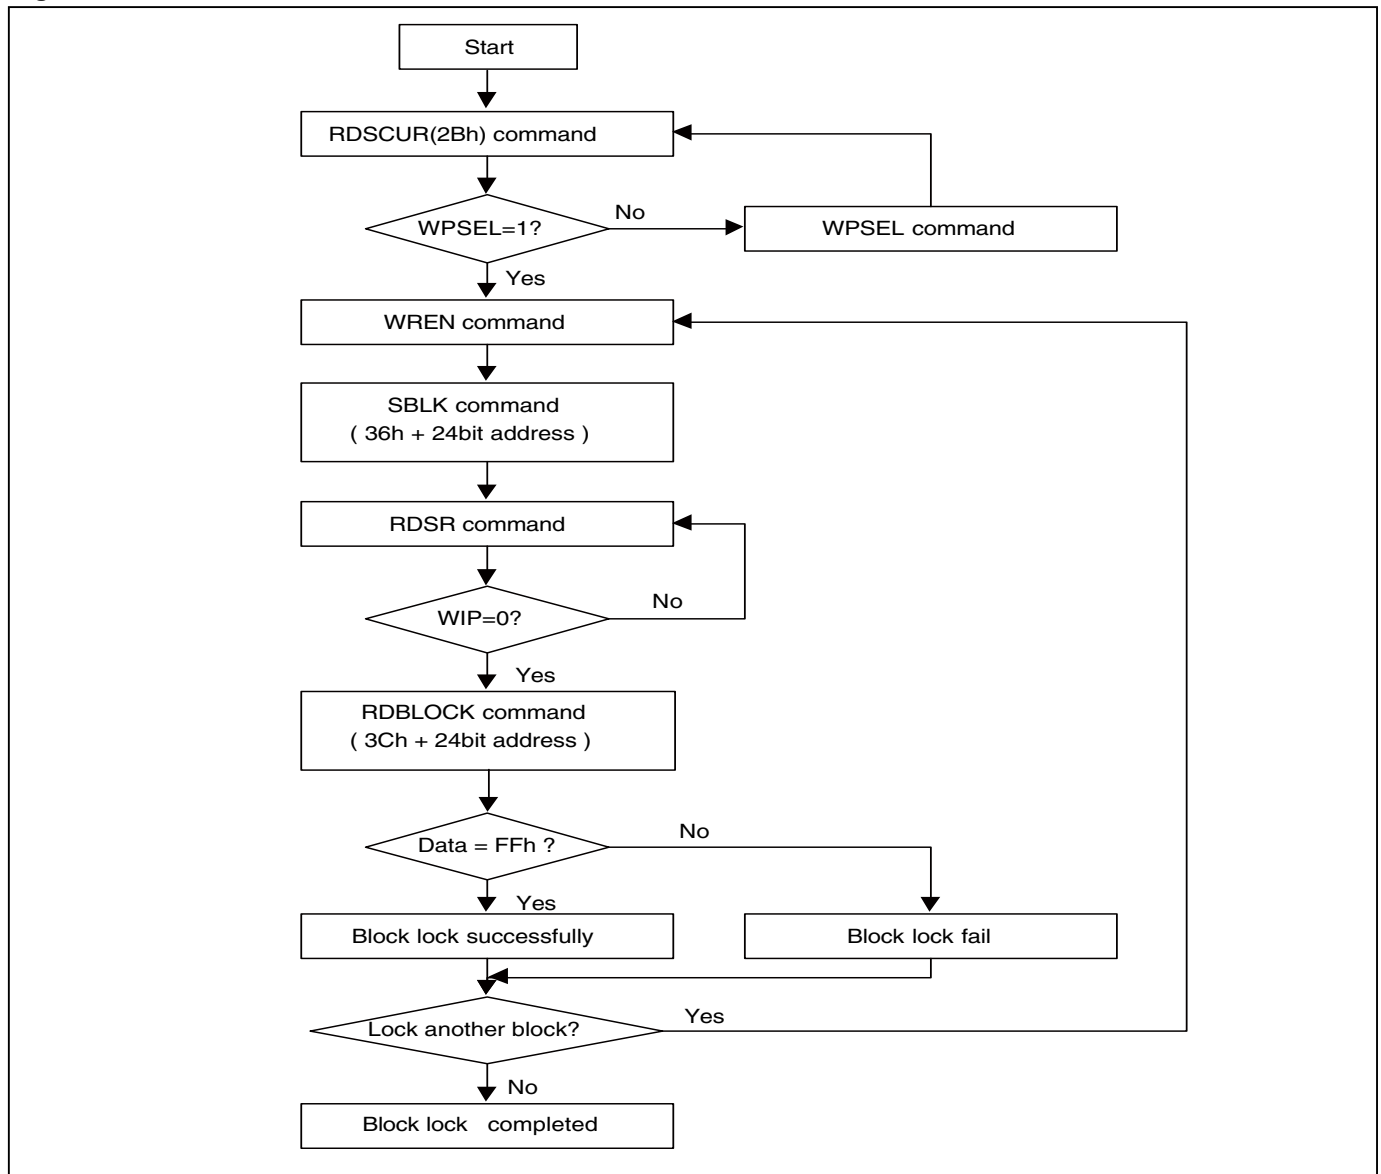 Start
RDSCUR(2Bh) command
WPSEL=1?
No
WPSEL command
Yes
WREN command
SBLK command
( 36h + 24bit address )
RDSR command
WIP=0?
No
Yes
RDBLOCK command
( 3Ch + 24bit address )
Data = FFh ?
No
Yes
Block lock successfully
Block lock fail
Lock another block?
Yes
No
Block lock completed